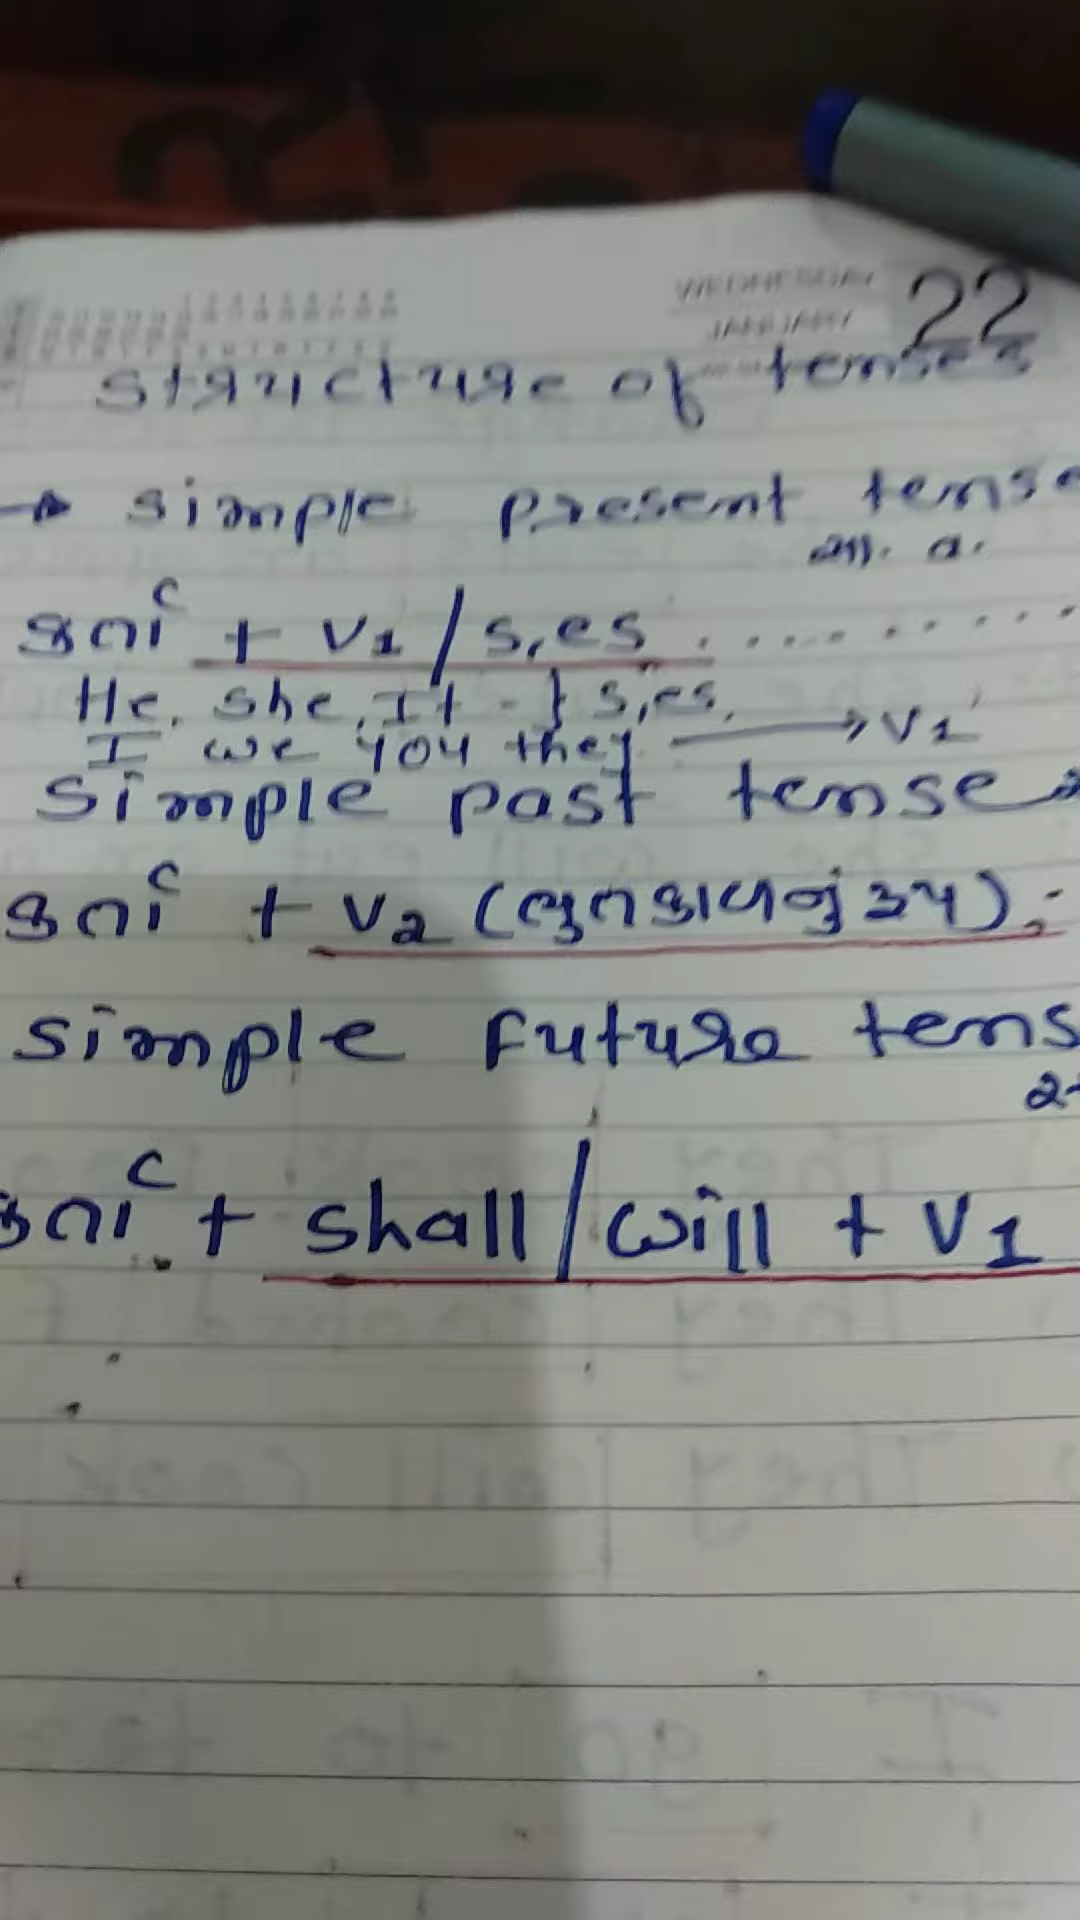 WEDNESDAY 22
JANUARY
structure of tenses
→ simple present tense
સા. વ.
કર્તા + V1 / s,es ..........
He, she, It - } s,es.
I we you they ⟶ V1
simple past tense
કર્તા + V2 (ભુતકાળનું રૂપ).
simple Future tens
કર્તા + shall / will + V1